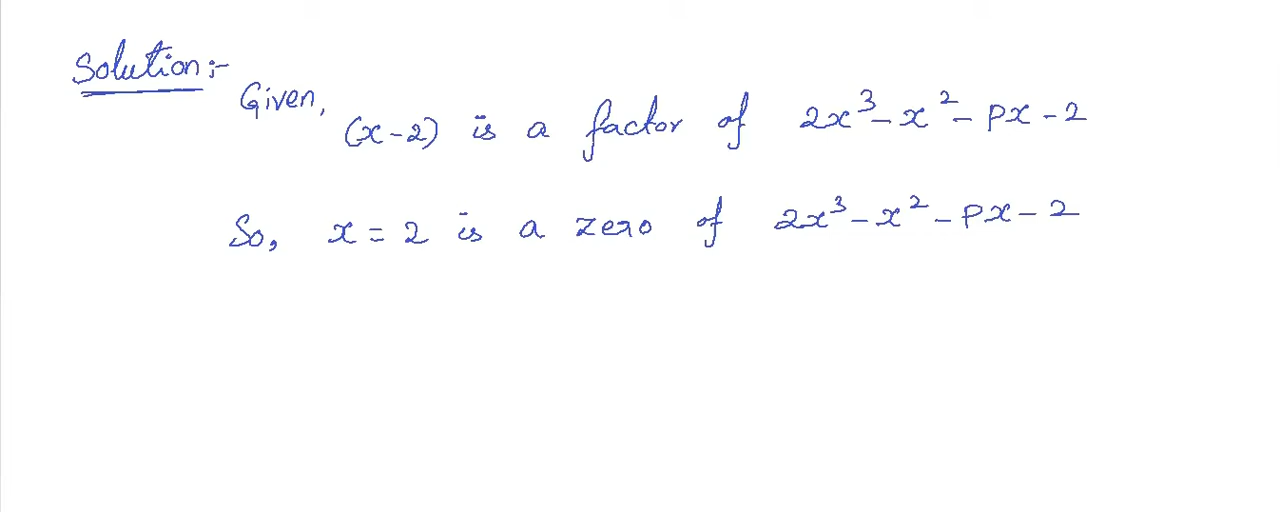 Solution :-
Given,
(x-2) is a factor of 2x³ - x² - px - 2
So, x = 2 is a zero of 2x³ - x² - px - 2